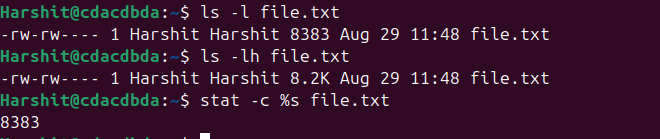 Harshit@cdacdbda:~$ ls -l file.txt
-rw-rw---- 1 Harshit Harshit 8383 Aug 29 11:48 file.txt
Harshit@cdacdbda:~$ ls -lh file.txt
-rw-rw---- 1 Harshit Harshit 8.2K Aug 29 11:48 file.txt
Harshit@cdacdbda:~$ stat -c %s file.txt
8383